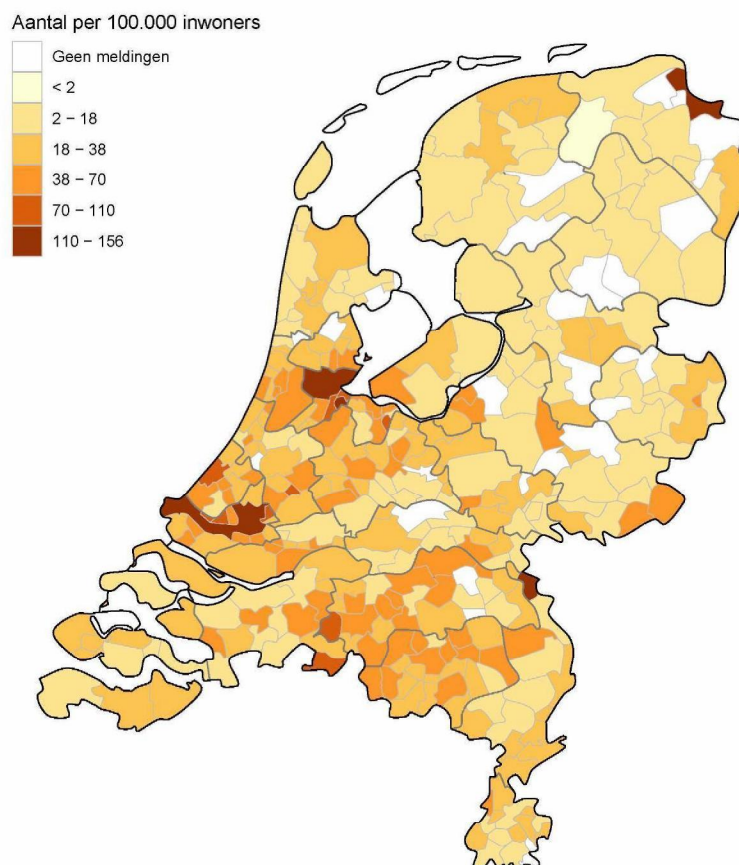 Aantal per 100.000 inwoners
Geen meldingen
< 2
2 − 18
18 − 38
38 − 70
70 − 110
110 − 156